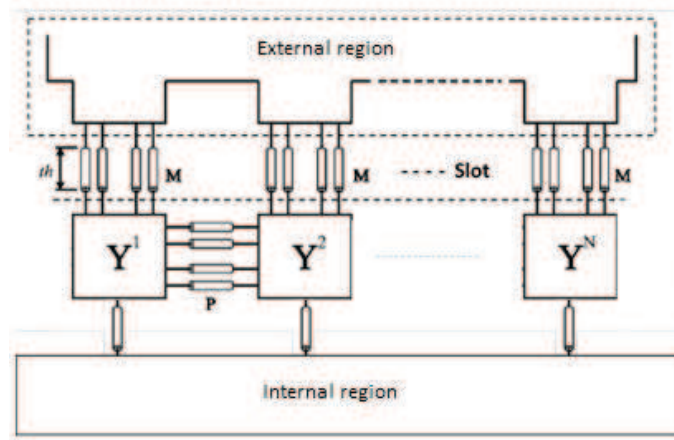 External region
th
M
M
Slot
M
Y¹
Y²
Yᴺ
P
Internal region